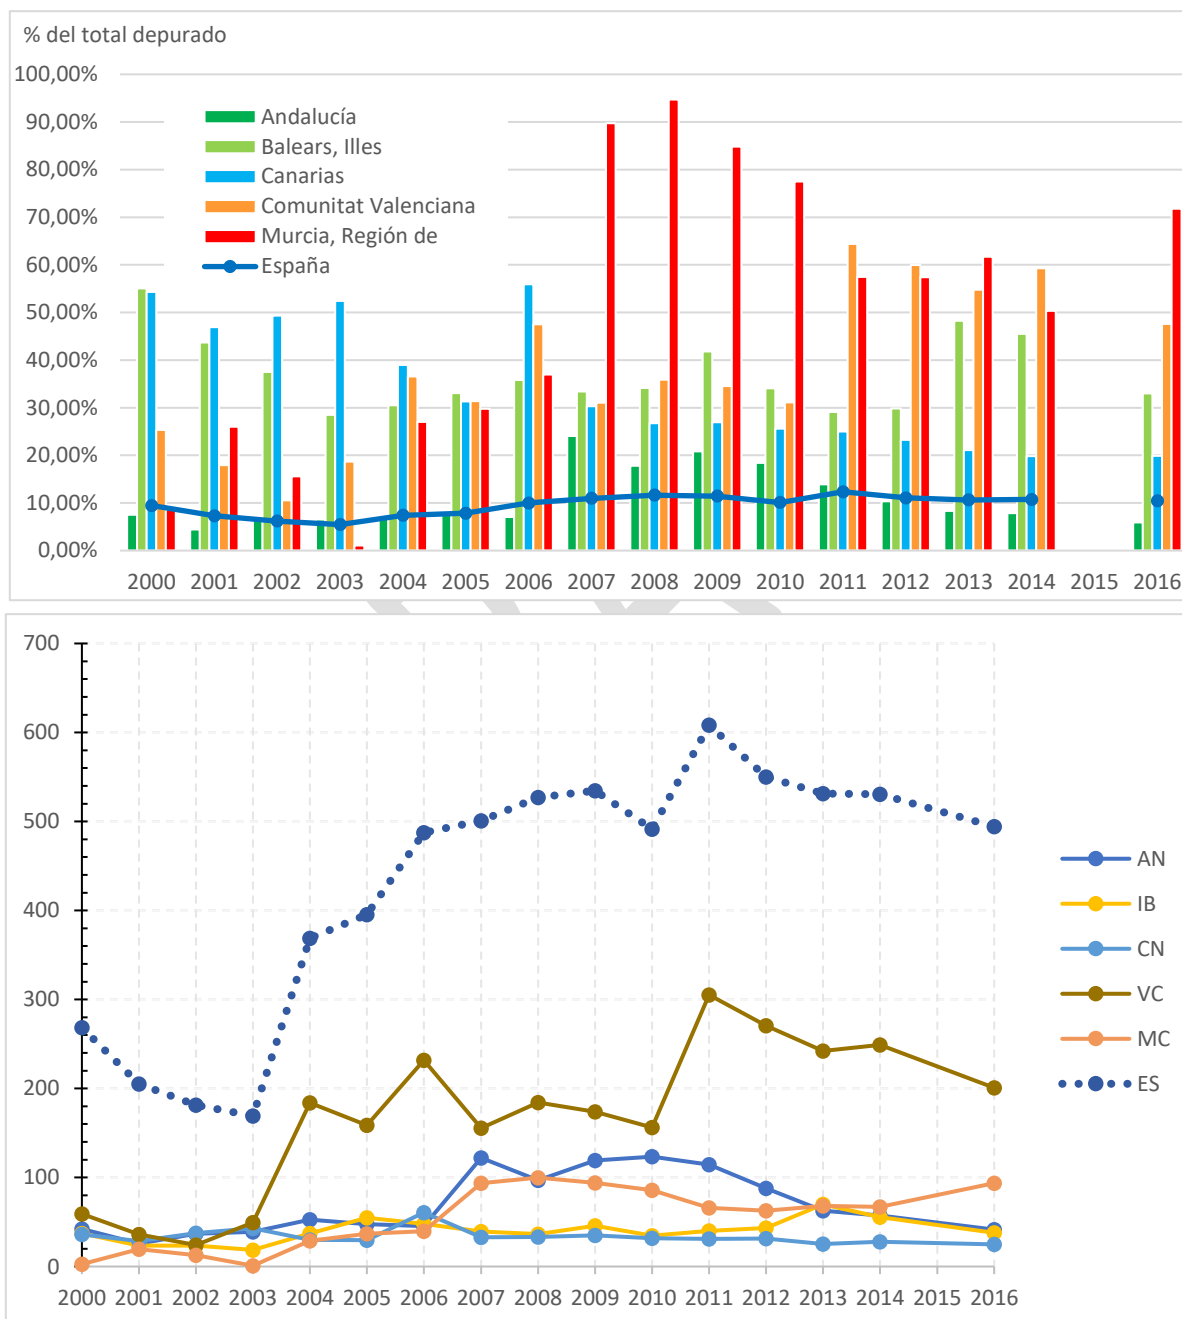 % del total depurado
100,00%
90,00%
80,00%
70,00%
60,00%
50,00%
40,00%
30,00%
20,00%
10,00%
0,00%
Andalucía
Balears, Illes
Canarias
Comunitat Valenciana
Murcia, Región de
España
2000 2001 2002 2003 2004 2005 2006 2007 2008 2009 2010 2011 2012 2013 2014 2015 2016
700
600
500
400
300
200
100
0
AN
IB
CN
VC
MC
ES
2000 2001 2002 2003 2004 2005 2006 2007 2008 2009 2010 2011 2012 2013 2014 2015 2016